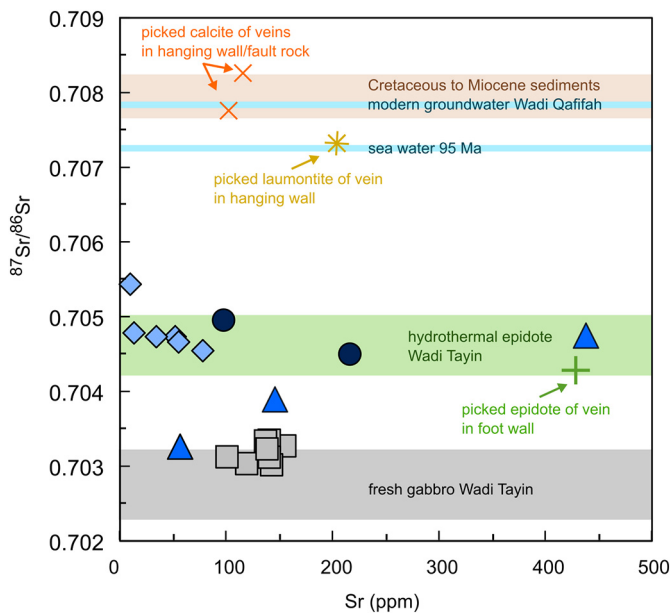 0.709
picked calcite of veins
in hanging wall/fault rock
0.708
Cretaceous to Miocene sediments
modern groundwater Wadi Qafifah
sea water 95 Ma
0.707
picked laumontite of vein
in hanging wall
0.706
87Sr/86Sr
0.705
hydrothermal epidote
Wadi Tayin
0.704
picked epidote of vein
in foot wall
0.703
fresh gabbro Wadi Tayin
0.702
0 100 200 300 400 500
Sr (ppm)